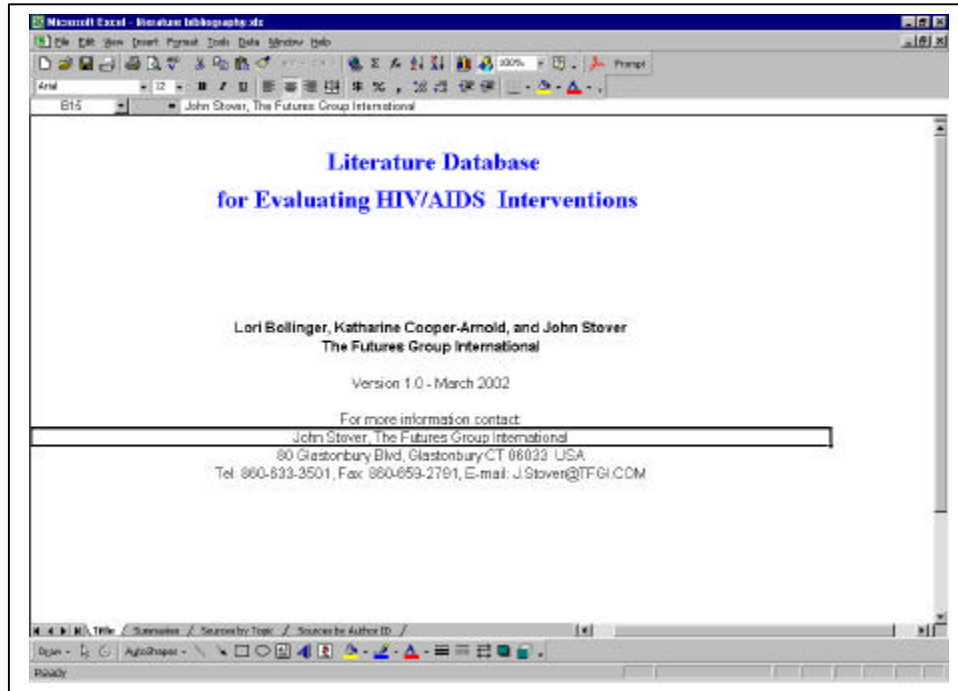 Microsoft Excel - literature bibliography.xls
File Edit View Insert Format Tools Data Window Help
100% Prompt
Arial 12 B I U $ % ,
B15 = John Stover, The Futures Group International
Literature Database
for Evaluating HIV/AIDS Interventions
Lori Bollinger, Katharine Cooper-Arnold, and John Stover
The Futures Group International
Version 1.0 - March 2002
For more information contact:
John Stover, The Futures Group International
80 Glastonbury Blvd, Glastonbury CT 06033 USA
Tel: 860-633-3501, Fax: 860-659-2791, E-mail: J.Stover@TFGI.COM
Title / Summaries / Sources by Topic / Sources by Author ID /
Draw AutoShapes
Ready